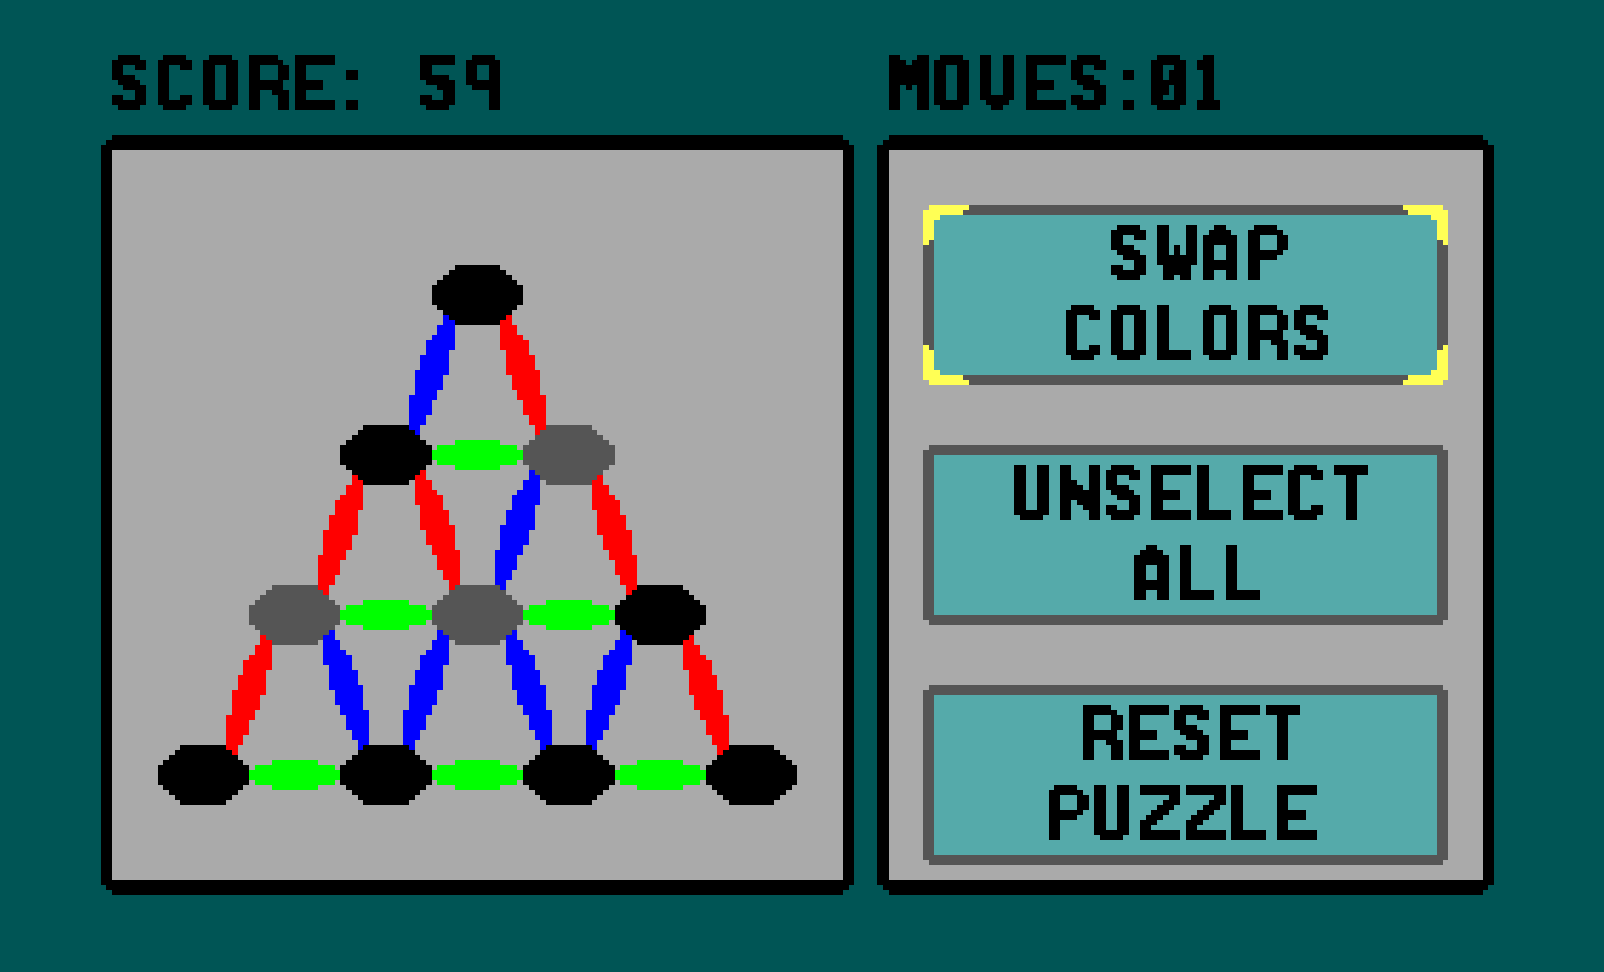 SCORE: 59
MOVES:01
SWAP
COLORS
UNSELECT
ALL
RESET
PUZZLE